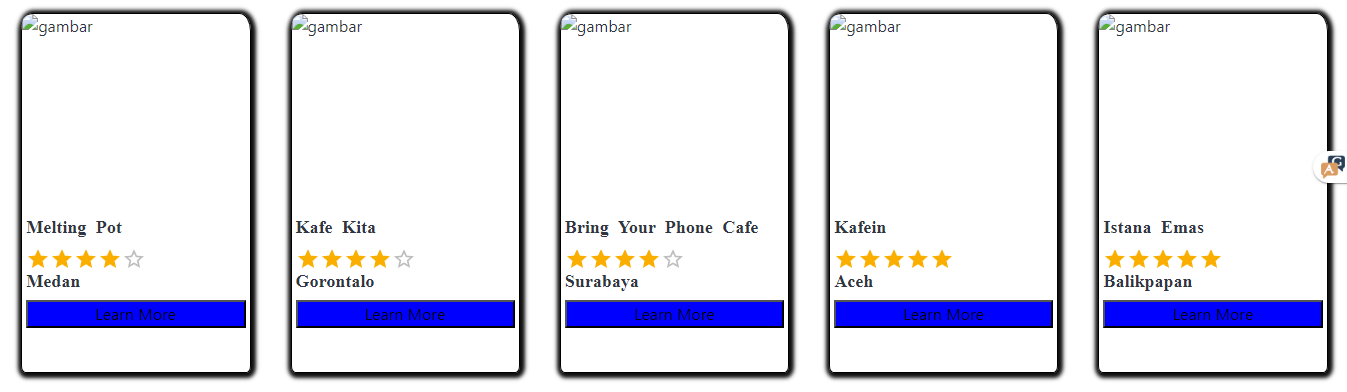 gambar
Melting Pot
Medan
Learn More
gambar
Kafe Kita
Gorontalo
Learn More
gambar
Bring Your Phone Cafe
Surabaya
Learn More
gambar
Kafein
Aceh
Learn More
gambar
Istana Emas
Balikpapan
Learn More
A
G